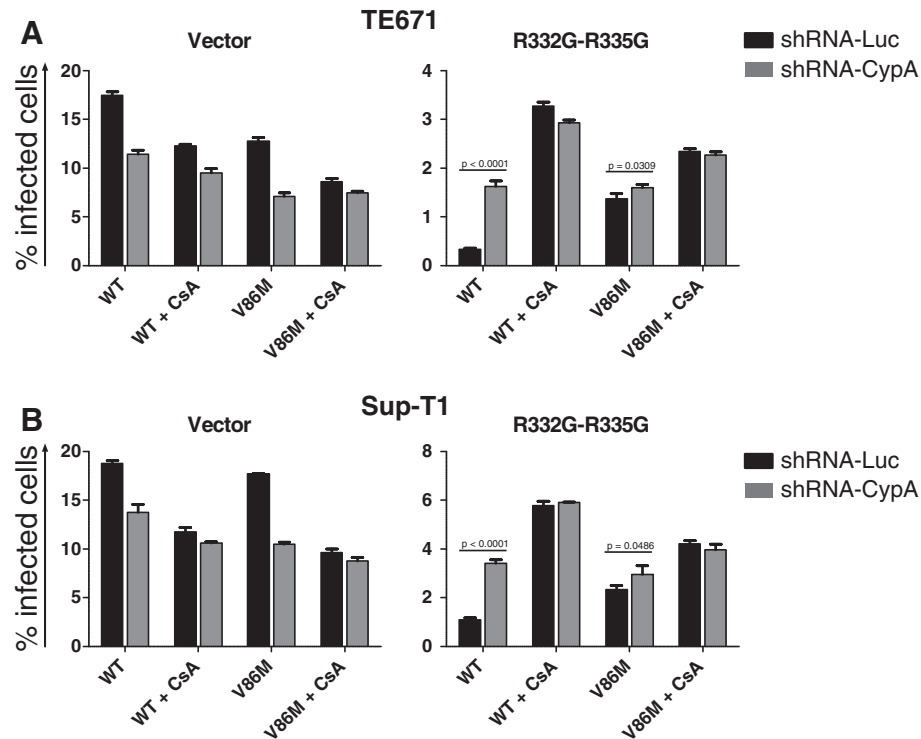 TE671
A
Vector
R332G-R335G
shRNA-Luc
shRNA-CypA
% infected cells
20
15
10
5
0
WT
WT + CsA
V86M
V86M + CsA
4
3
2
1
0
p < 0.0001
p = 0.0309
WT
WT + CsA
V86M
V86M + CsA
Sup-T1
B
Vector
R332G-R335G
shRNA-Luc
shRNA-CypA
% infected cells
20
15
10
5
0
WT
WT + CsA
V86M
V86M + CsA
8
6
4
2
0
p < 0.0001
p = 0.0486
WT
WT + CsA
V86M
V86M + CsA